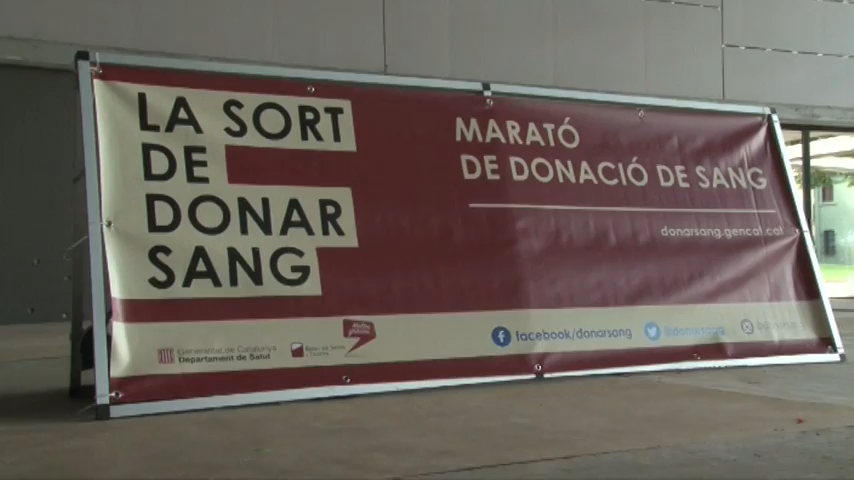 LA SORT
DE
DONAR
SANG
MARATÓ
DE DONACIÓ DE SANG
donarsang.gencat.cat
Generalitat de Catalunya
Departament de Salut
facebook/donarsang
@donarsang